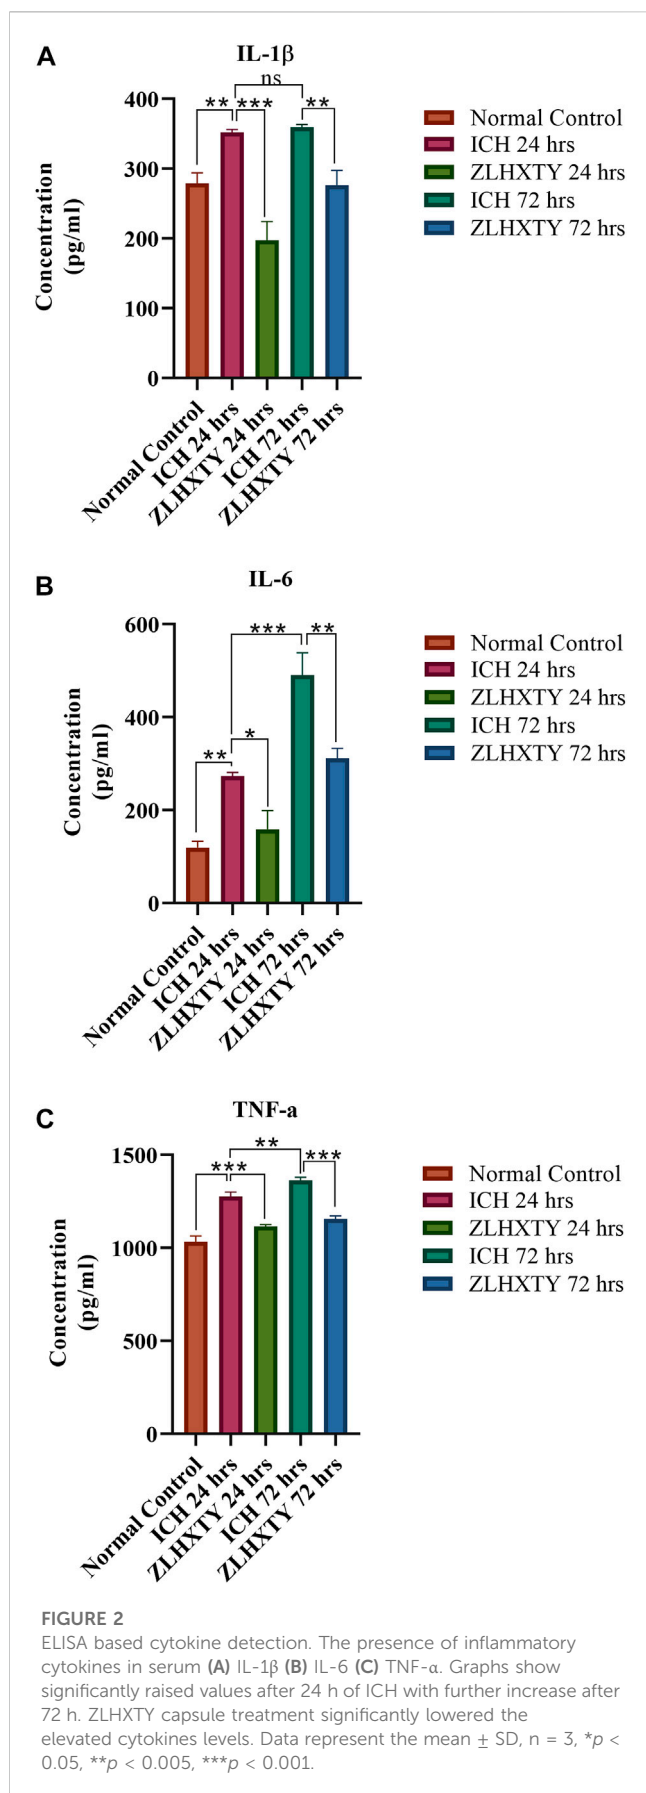 A
IL-1β
ns
** *** **
400
300
200
100
0
Concentration
(pg/ml)
Normal Control
ICH 24 hrs
ZLHXTY 24 hrs
ICH 72 hrs
ZLHXTY 72 hrs
Normal Control
ICH 24 hrs
ZLHXTY 24 hrs
ICH 72 hrs
ZLHXTY 72 hrs
B
IL-6
*** **
*
**
600
400
200
0
Concentration
(pg/ml)
Normal Control
ICH 24 hrs
ZLHXTY 24 hrs
ICH 72 hrs
ZLHXTY 72 hrs
Normal Control
ICH 24 hrs
ZLHXTY 24 hrs
ICH 72 hrs
ZLHXTY 72 hrs
C
TNF-a
** ***
***
1500
1000
500
0
Concentration
(pg/ml)
Normal Control
ICH 24 hrs
ZLHXTY 24 hrs
ICH 72 hrs
ZLHXTY 72 hrs
Normal Control
ICH 24 hrs
ZLHXTY 24 hrs
ICH 72 hrs
ZLHXTY 72 hrs
FIGURE 2
ELISA based cytokine detection. The presence of inflammatory
cytokines in serum (A) IL-1β (B) IL-6 (C) TNF-α. Graphs show
significantly raised values after 24 h of ICH with further increase after
72 h. ZLHXTY capsule treatment significantly lowered the
elevated cytokines levels. Data represent the mean ± SD, n = 3, *p <
0.05, **p < 0.005, ***p < 0.001.